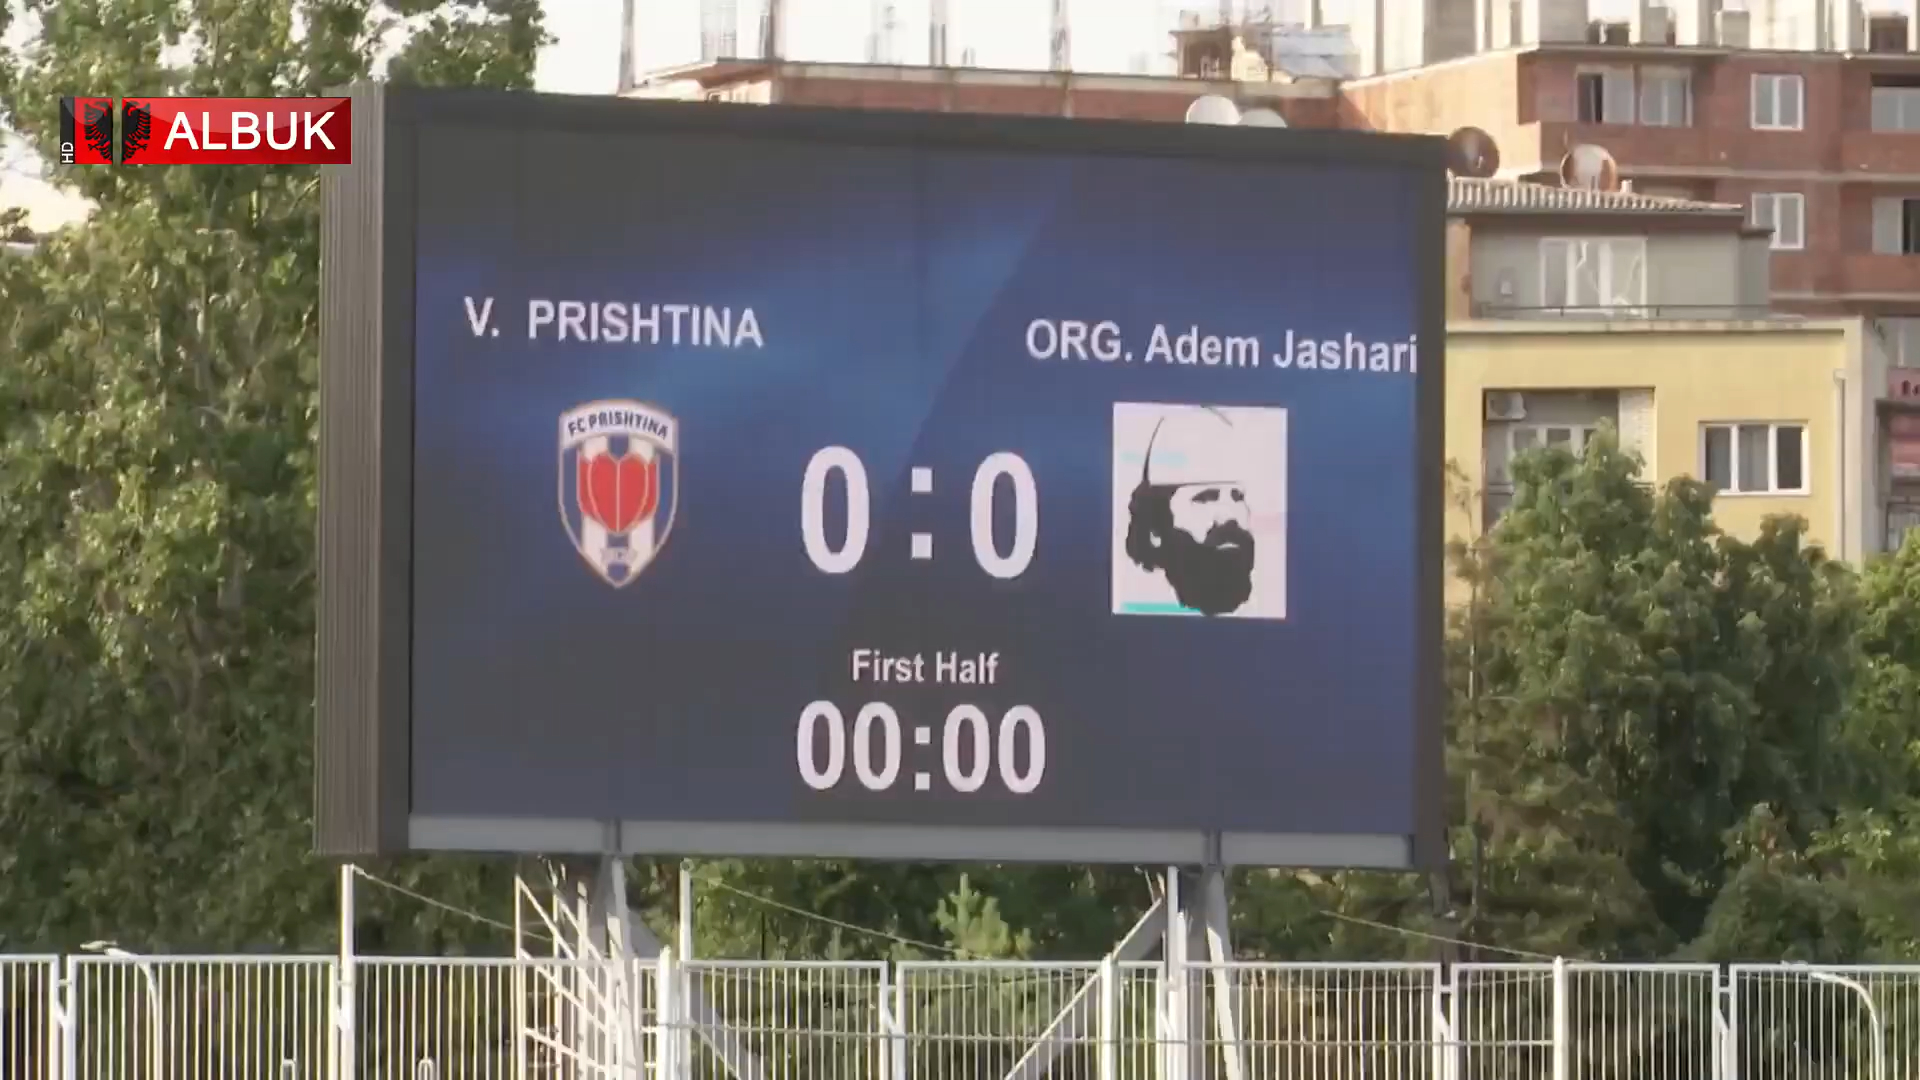 HD ALBUK
V. PRISHTINA
ORG. Adem Jashari
FC PRISHTINA
0 : 0
First Half
00:00